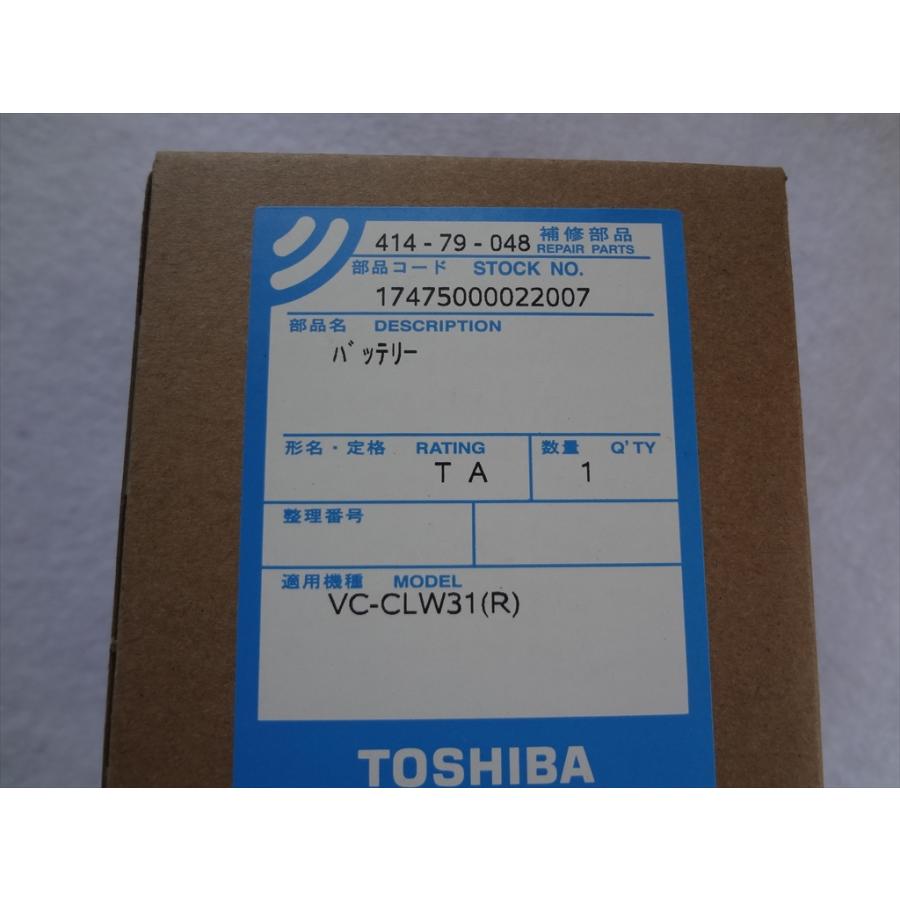 414-79-048 補修部品
REPAIR PARTS
部品コード STOCK NO.
17475000022007
部品名 DESCRIPTION
ﾊﾞｯﾃﾘｰ
形名・定格 RATING 数量 Q'TY
T A 1
整理番号
適用機種 MODEL
VC-CLW31(R)
TOSHIBA